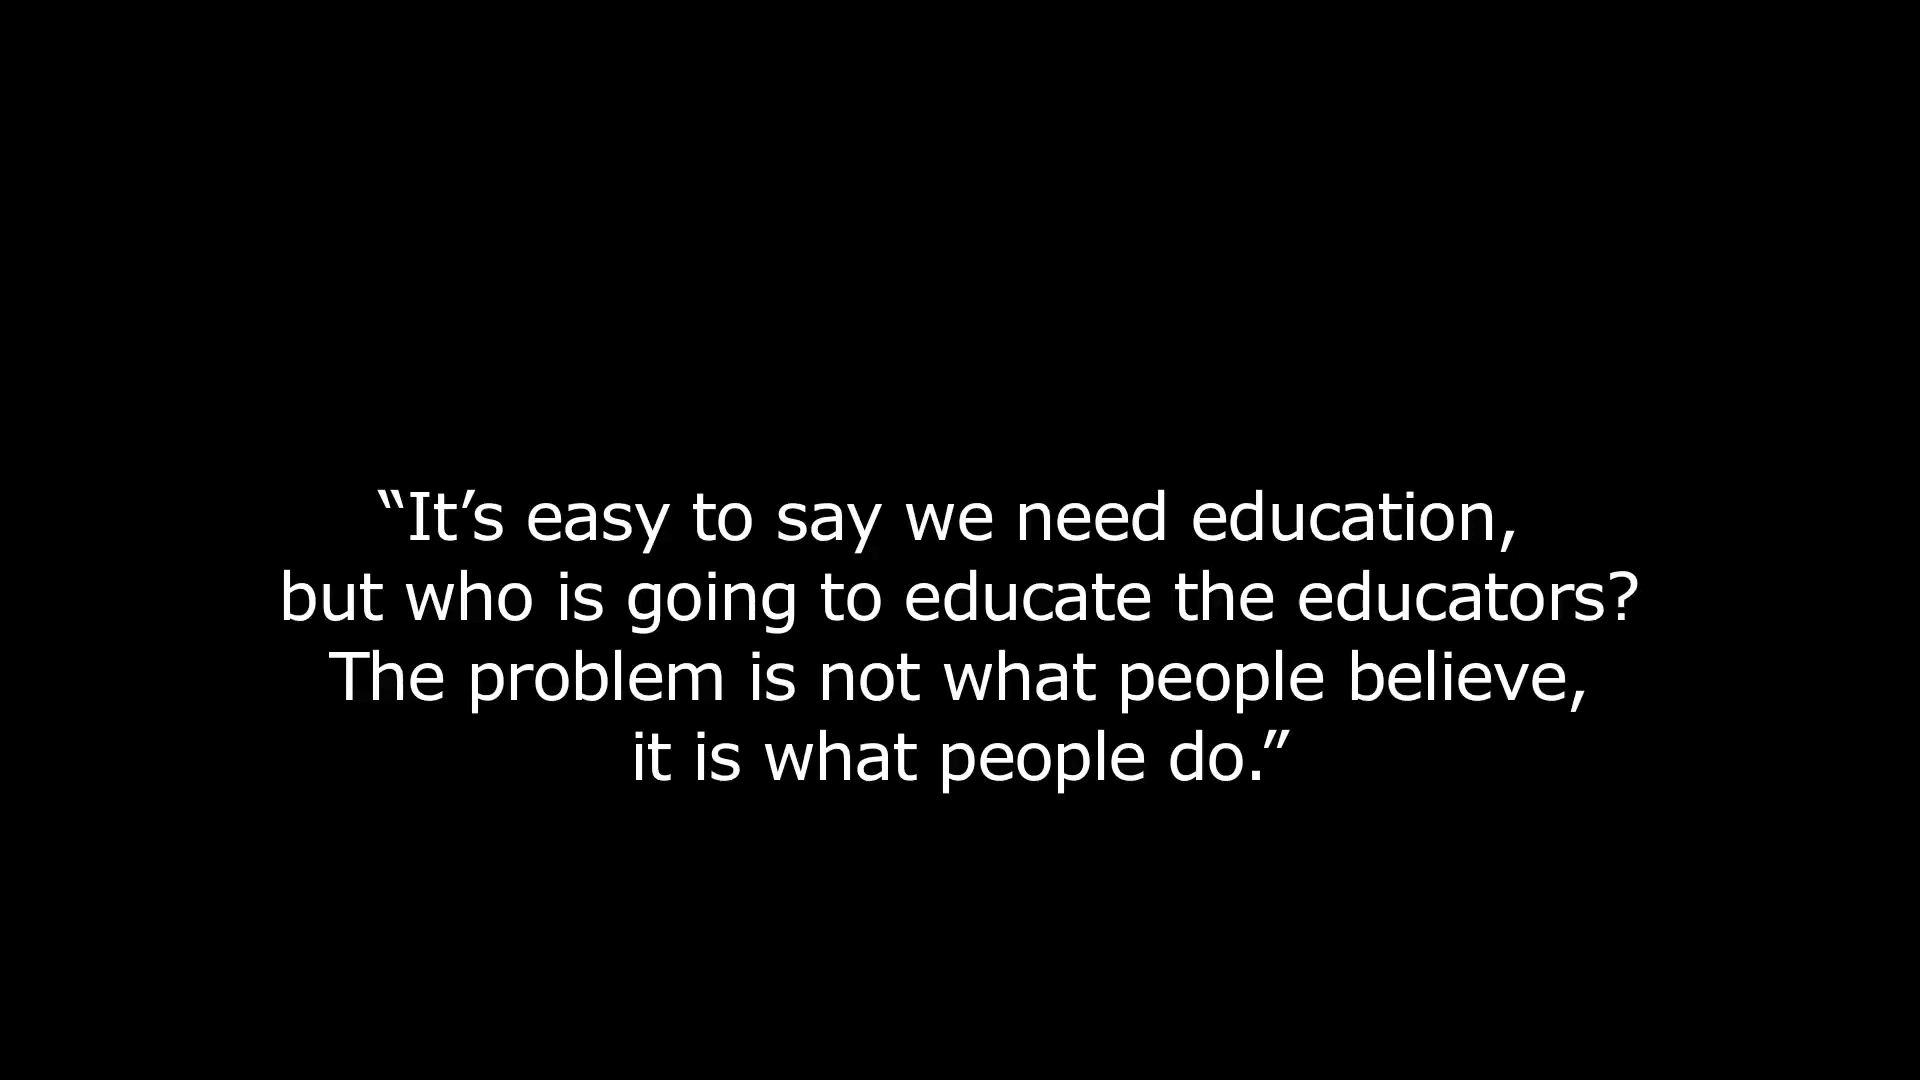 “It’s easy to say we need education,
but who is going to educate the educators?
The problem is not what people believe,
it is what people do.”